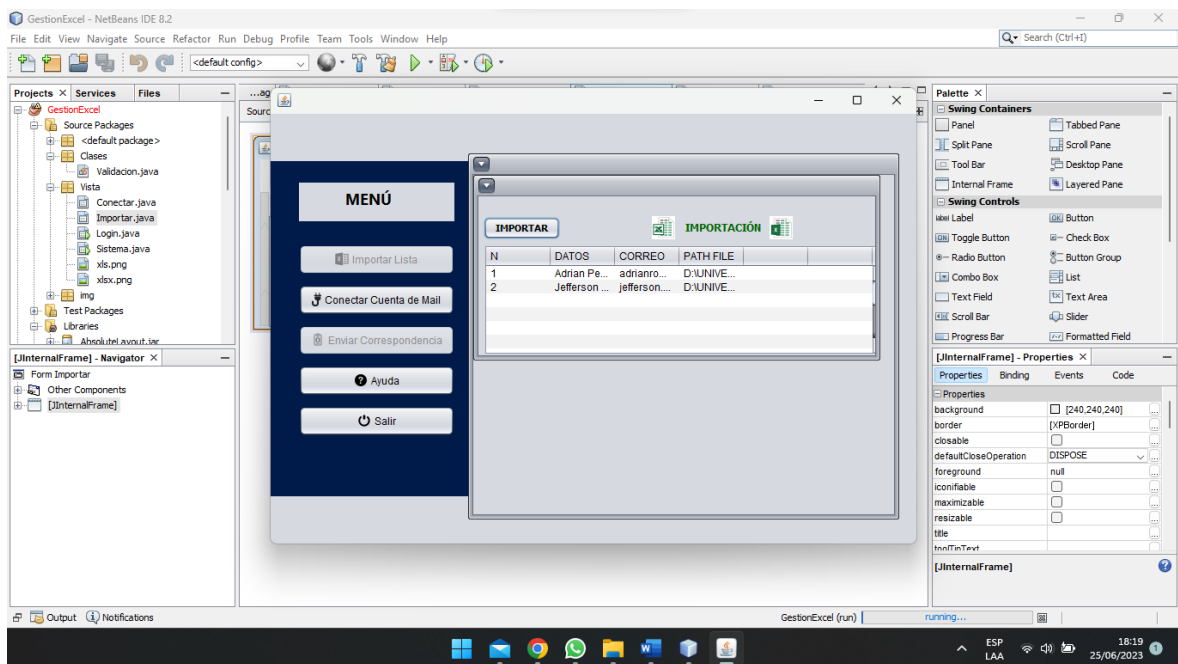 GestionExcel - NetBeans IDE 8.2
File Edit View Navigate Source Refactor Run Debug Profile Team Tools Window Help
Search (Ctrl+I)
<default config>
Projects Services Files
GestionExcel
Source Packages
<default package>
Clases
Validacion.java
Vista
Conectar.java
Importar.java
Login.java
Sistema.java
xls.png
xlsx.png
img
Test Packages
Libraries
AbsoluteLayout.jar
[JInternalFrame] - Navigator
Form Importar
Other Components
[JInternalFrame]
...ag
Sourc
MENÚ
Importar Lista
Conectar Cuenta de Mail
Enviar Correspondencia
Ayuda
Salir
IMPORTAR
IMPORTACIÓN
N DATOS CORREO PATH FILE
1 Adrian Pe... adrianro... D:\UNIVE...
2 Jefferson ... jefferson.... D:\UNIVE...
Palette
Swing Containers
Panel Tabbed Pane
Split Pane Scroll Pane
Tool Bar Desktop Pane
Internal Frame Layered Pane
Swing Controls
label Label OK Button
ON Toggle Button Check Box
Radio Button Button Group
Combo Box List
Text Field Text Area
Scroll Bar Slider
Progress Bar Formatted Field
[JInternalFrame] - Properties
Properties Binding Events Code
Properties
background [240,240,240]
border [XPBorder]
closable
defaultCloseOperation DISPOSE
foreground null
iconifiable
maximizable
resizable
title
toolTipText
[JInternalFrame]
Output Notifications
GestionExcel (run) running...
ESP
LAA
18:19
25/06/2023
1